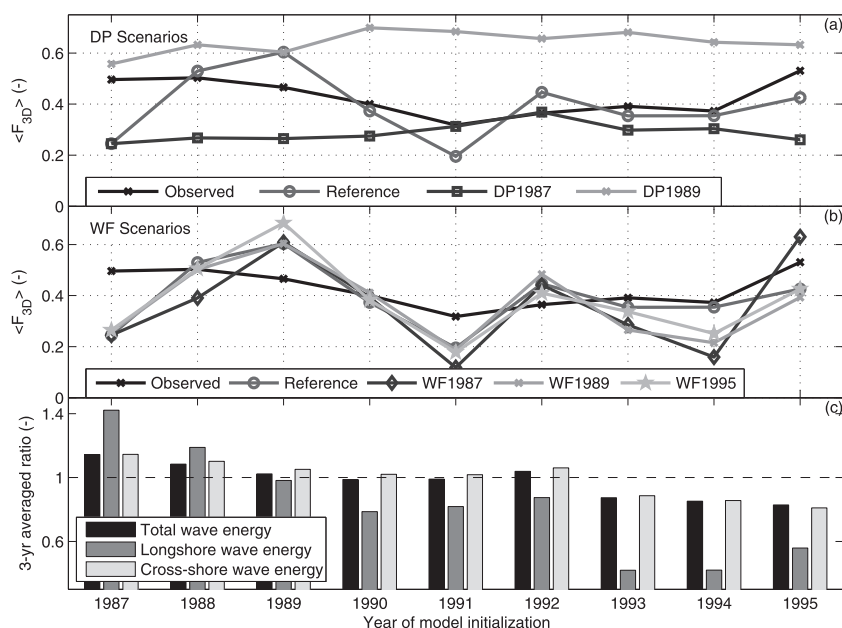 (a)
DP Scenarios
0.6
0.4
0.2
0
<F3D> (-)
Observed Reference DP1987 DP1989
(b)
WF Scenarios
0.6
0.4
0.2
0
<F3D> (-)
Observed Reference WF1987 WF1989 WF1995
(c)
1.4
1
0.6
3-yr averaged ratio (-)
Total wave energy
Longshore wave energy
Cross-shore wave energy
1987 1988 1989 1990 1991 1992 1993 1994 1995
Year of model initialization